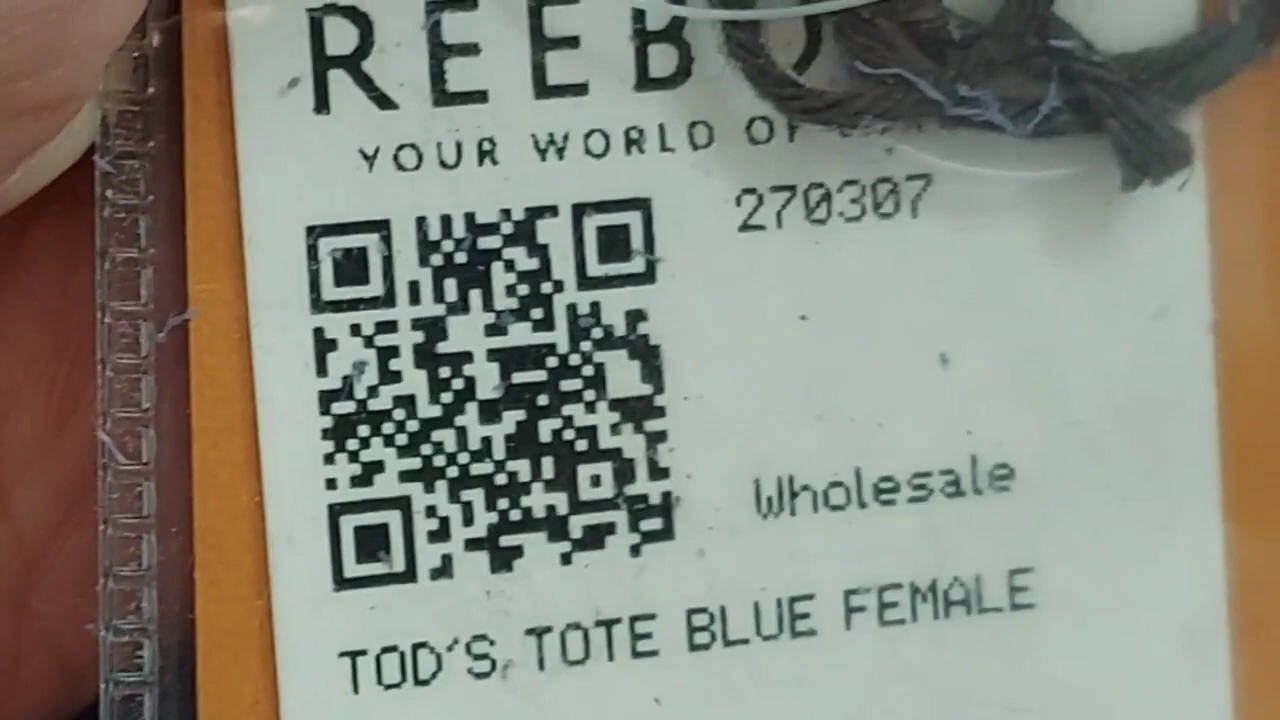 REEB
YOUR WORLD OF
270307
Wholesale
TOD'S, TOTE BLUE FEMALE